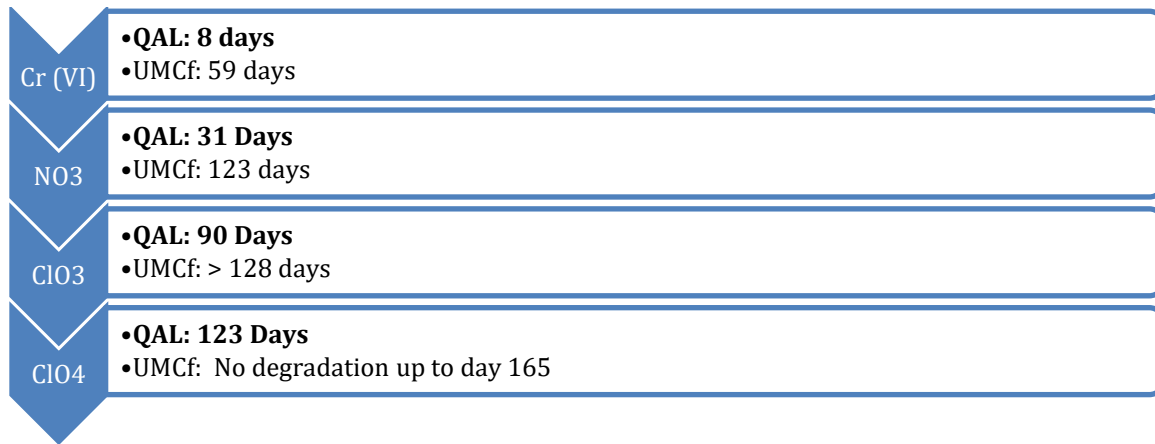 Cr (VI)
•QAL: 8 days
•UMCf: 59 days
NO3
•QAL: 31 Days
•UMCf: 123 days
ClO3
•QAL: 90 Days
•UMCf: > 128 days
ClO4
•QAL: 123 Days
•UMCf:  No degradation up to day 165